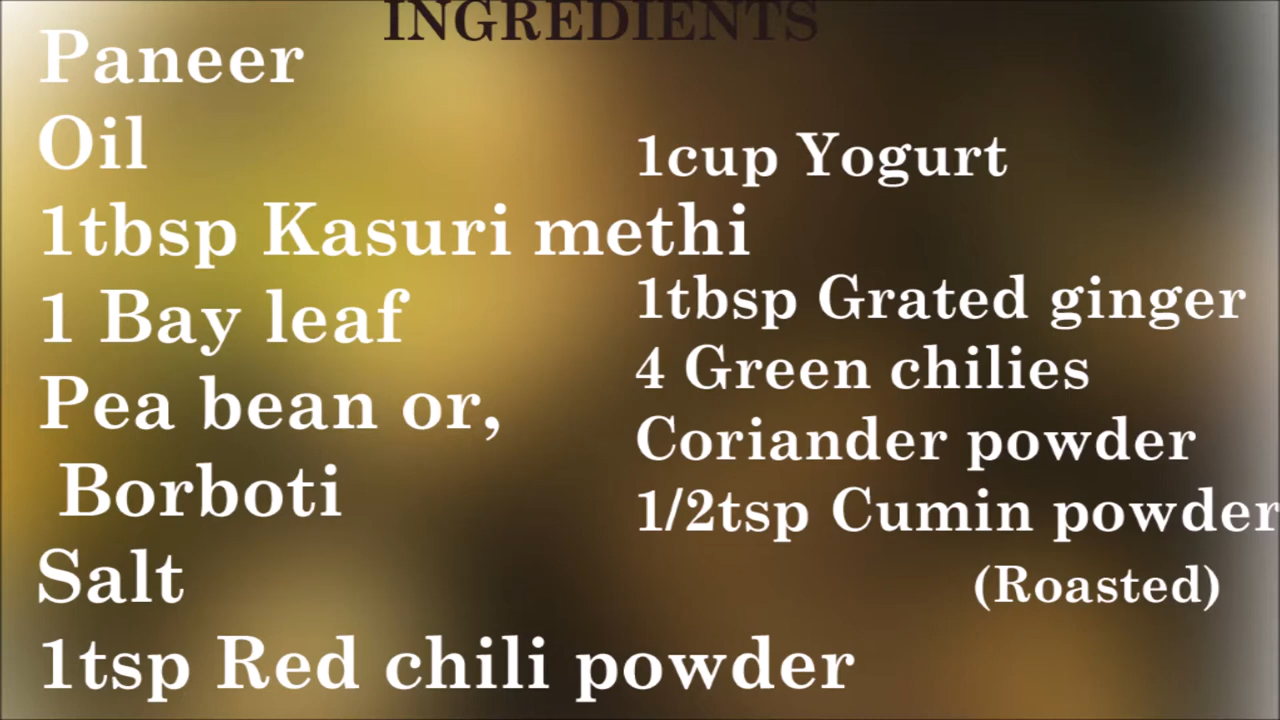 INGREDIENTS
Paneer
Oil
1tbsp Kasuri methi
1 Bay leaf
Pea bean or,
Borboti
Salt
1tsp Red chili powder
1cup Yogurt
1tbsp Grated ginger
4 Green chilies
Coriander powder
1/2tsp Cumin powder
(Roasted)